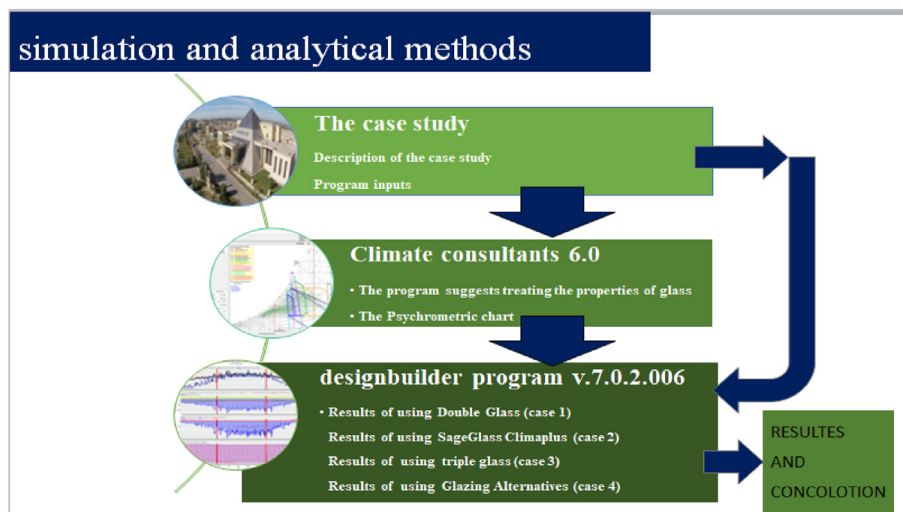 simulation and analytical methods
The case study
Description of the case study
Program inputs
Climate consultants 6.0
• The program suggests treating the properties of glass
• The Psychrometric chart
designbuilder program v.7.0.2.006
• Results of using Double Glass (case 1)
Results of using SageGlass Climaplus (case 2)
Results of using triple glass (case 3)
Results of using Glazing Alternatives (case 4)
RESULTES
AND
CONCOLOTION